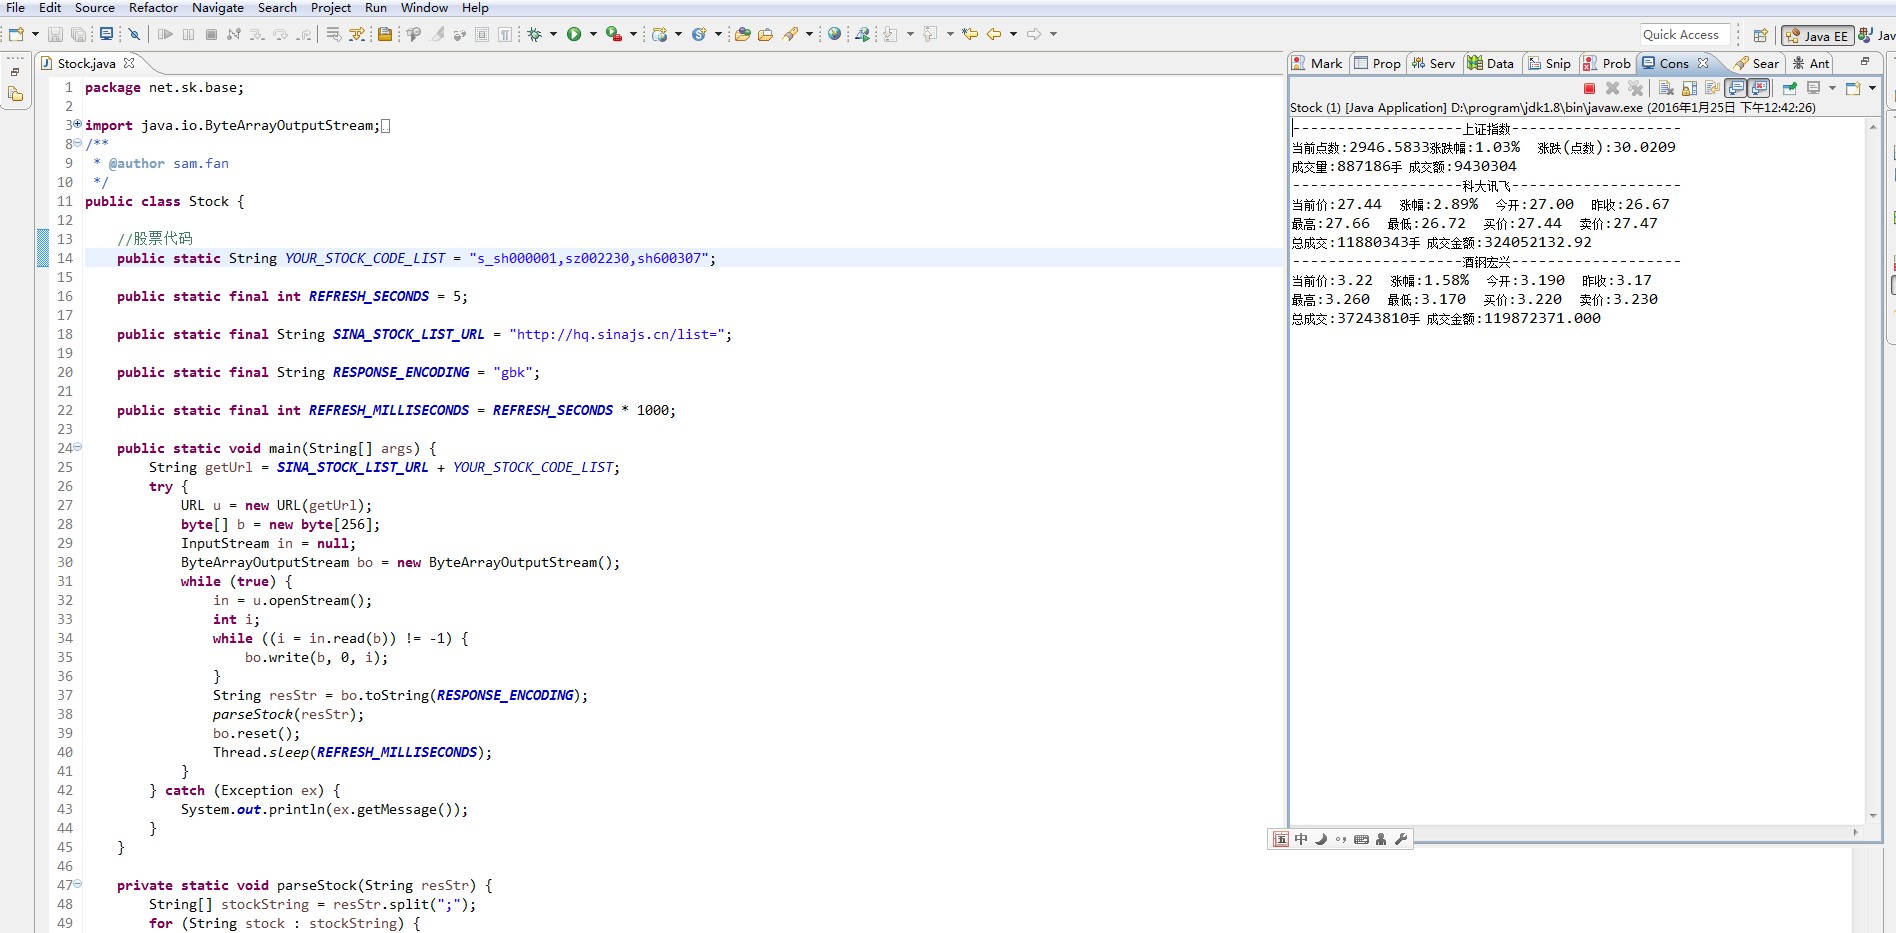 File Edit Source Refactor Navigate Search Project Run Window Help
Quick Access
Java EE
Jav
Stock.java
1 package net.sk.base;
2
3 import java.io.ByteArrayOutputStream;
8 /**
9 * @author sam.fan
10 */
11 public class Stock {
12
13 //股票代码
14 public static String YOUR_STOCK_CODE_LIST = "s_sh000001,sz002230,sh600307";
15
16 public static final int REFRESH_SECONDS = 5;
17
18 public static final String SINA_STOCK_LIST_URL = "http://hq.sinajs.cn/list=";
19
20 public static final String RESPONSE_ENCODING = "gbk";
21
22 public static final int REFRESH_MILLISECONDS = REFRESH_SECONDS * 1000;
23
24 public static void main(String[] args) {
25 String getUrl = SINA_STOCK_LIST_URL + YOUR_STOCK_CODE_LIST;
26 try {
27 URL u = new URL(getUrl);
28 byte[] b = new byte[256];
29 InputStream in = null;
30 ByteArrayOutputStream bo = new ByteArrayOutputStream();
31 while (true) {
32 in = u.openStream();
33 int i;
34 while ((i = in.read(b)) != -1) {
35 bo.write(b, 0, i);
36 }
37 String resStr = bo.toString(RESPONSE_ENCODING);
38 parseStock(resStr);
39 bo.reset();
40 Thread.sleep(REFRESH_MILLISECONDS);
41 }
42 } catch (Exception ex) {
43 System.out.println(ex.getMessage());
44 }
45 }
46
47 private static void parseStock(String resStr) {
48 String[] stockString = resStr.split(";");
49 for (String stock : stockString) {
Mark Prop Serv Data Snip Prob Cons Sear Ant
Stock (1) [Java Application] D:\program\jdk1.8\bin\javaw.exe (2016年1月25日 下午12:42:26)
-------------------上证指数-------------------
当前点数:2946.5833涨跌幅:1.03% 涨跌(点数):30.0209
成交量:887186手 成交额:9430304
-------------------科大讯飞-------------------
当前价:27.44 涨幅:2.89% 今开:27.00 昨收:26.67
最高:27.66 最低:26.72 买价:27.44 卖价:27.47
总成交:11880343手 成交金额:324052132.92
-------------------酒钢宏兴-------------------
当前价:3.22 涨幅:1.58% 今开:3.190 昨收:3.17
最高:3.260 最低:3.170 买价:3.220 卖价:3.230
总成交:37243810手 成交金额:119872371.000
五 中